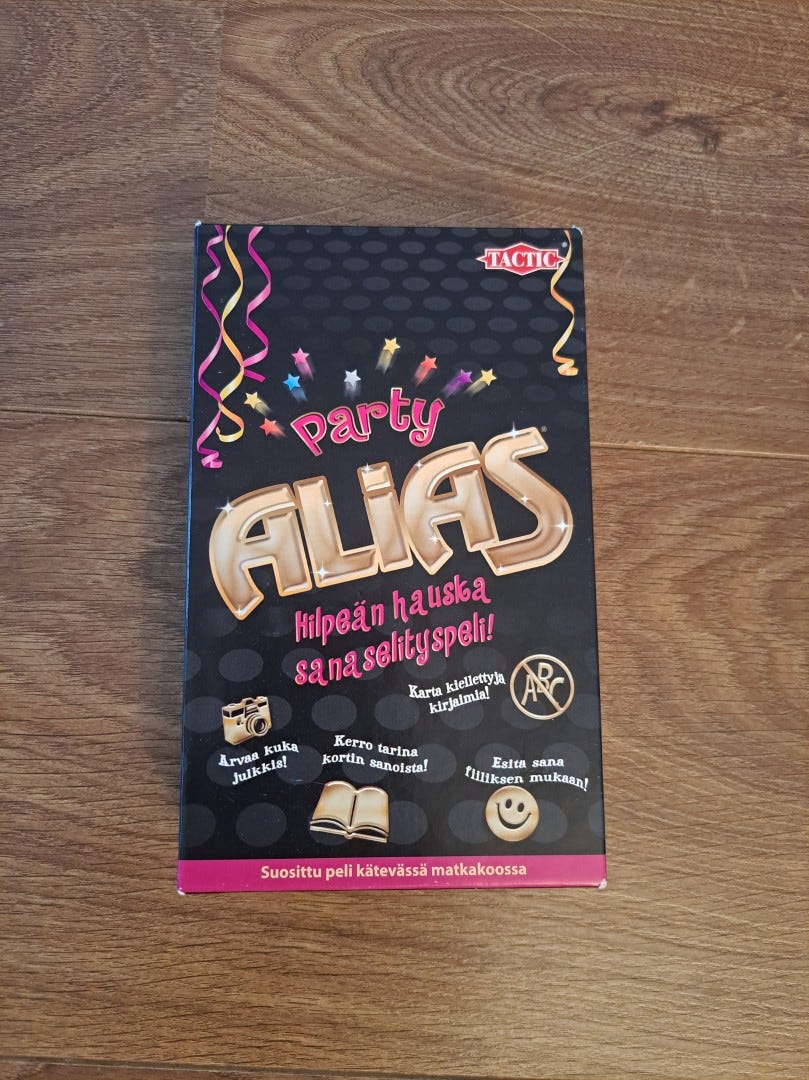 TACTIC®
Party
ALiAS®
Hilpeän hauska
sanaselityspeli!
Karta kiellettyjä
kirjaimia!
ABC
Arvaa kuka
julkkis!
Kerro tarina
kortin sanoista!
Esitä sana
fiiliksen mukaan!
Suosittu peli kätevässä matkakoossa